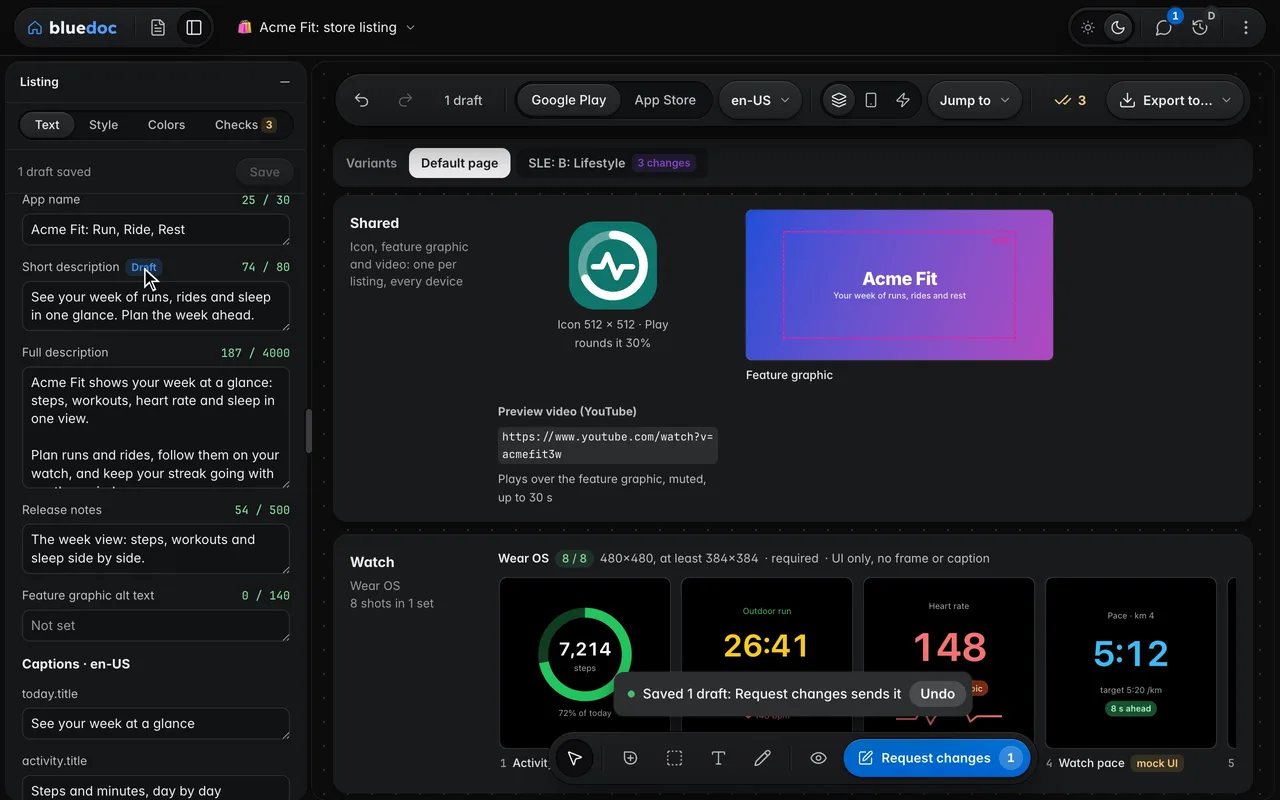 bluedoc
Acme Fit: store listing
1
D
Listing
Text
Style
Colors
Checks 3
1 draft saved
Save
App name
25 / 30
Acme Fit: Run, Ride, Rest
Short description
Draft
74 / 80
See your week of runs, rides and sleep
in one glance. Plan the week ahead.
Full description
187 / 4000
Acme Fit shows your week at a glance:
steps, workouts, heart rate and sleep in
one view.
Plan runs and rides, follow them on your
watch, and keep your streak going with
Release notes
54 / 500
The week view: steps, workouts and
sleep side by side.
Feature graphic alt text
0 / 140
Not set
Captions · en-US
today.title
See your week at a glance
activity.title
Steps and minutes, day by day
1 draft
Google Play
App Store
en-US
Jump to
3
Export to...
Variants
Default page
SLE: B: Lifestyle
3 changes
Shared
Icon, feature graphic
and video: one per
listing, every device
Icon 512 × 512 · Play
rounds it 30%
Acme Fit
Your week of runs, rides and rest
Feature graphic
Preview video (YouTube)
https://www.youtube.com/watch?v=
acmefit3w
Plays over the feature graphic, muted,
up to 30 s
Watch
Wear OS
8 shots in 1 set
Wear OS
8 / 8
480×480, at least 384×384 · required · UI only, no frame or caption
7,214
steps
72% of today
Outdoor run
26:41
Heart rate
148
Pace · km 4
5:12
target 5:20 /km
8 s ahead
Saved 1 draft: Request changes sends it
Undo
1
Request changes 1
4 Watch pace
mock UI
5